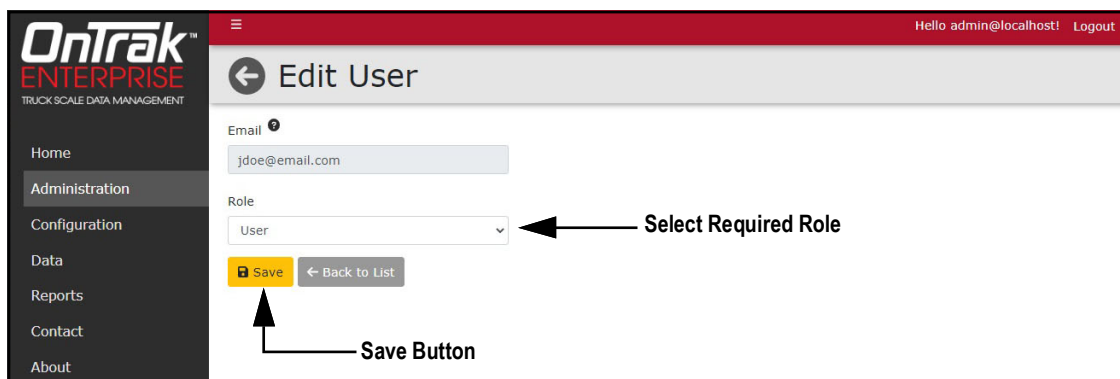 OnTrak™
ENTERPRISE
TRUCK SCALE DATA MANAGEMENT
Hello admin@localhost! Logout
Edit User
Home
Administration
Configuration
Data
Reports
Contact
About
Email
jdoe@email.com
Role
User
Select Required Role
Save
Back to List
Save Button